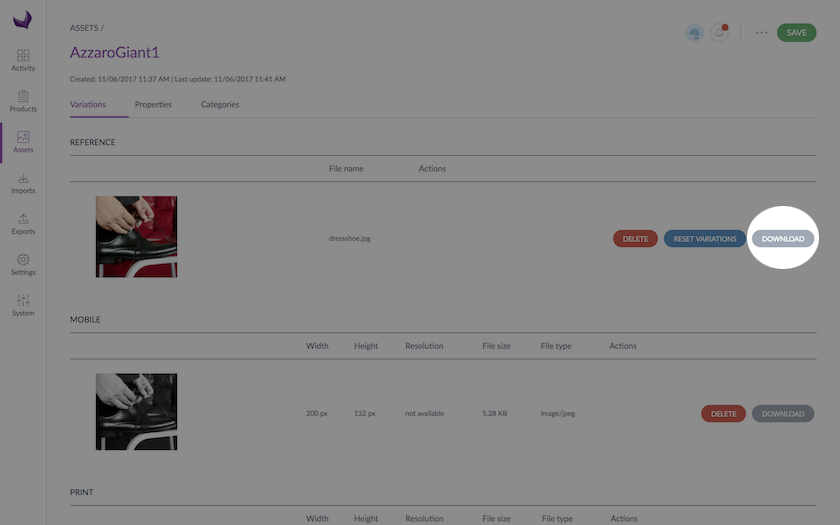 ASSETS /
AzzaroGiant1
SAVE
Created: 11/06/2017 11:37 AM | Last update: 11/06/2017 11:41 AM
Activity
Products
Assets
Imports
Exports
Settings
System
Variations Properties Categories
REFERENCE
File name Actions
dressshoe.jpg DELETE RESET VARIATIONS DOWNLOAD
MOBILE
Width Height Resolution File size File type Actions
200 px 132 px not available 5.28 KB image/jpeg DELETE DOWNLOAD
PRINT
Width Height Resolution File size File type Actions